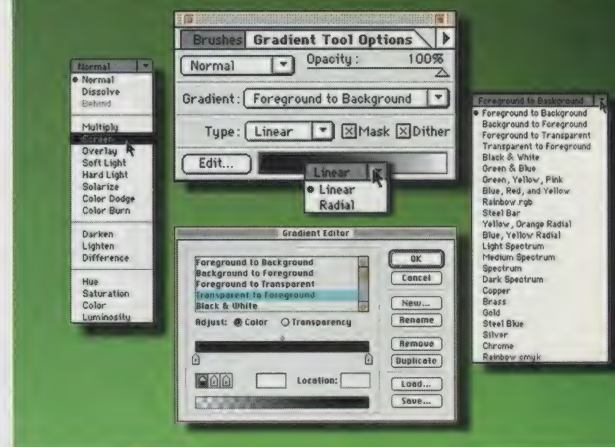 Normal
Normal
Dissolve
Behind
Multiply
Screen
Overlay
Soft Light
Hard Light
Solarize
Color Dodge
Color Burn
Darken
Lighten
Difference
Hue
Saturation
Color
Luminosity
Brushes Gradient Tool Options
Normal Opacity: 100%
Gradient: Foreground to Background
Type: Linear Mask Dither
Edit...
Linear
Linear
Radial
Gradient Editor
Foreground to Background
Background to Foreground
Foreground to Transparent
Transparent to Foreground
Black & White
Adjust: Color Transparency
Location:
OK
Cancel
New...
Rename
Remove
Duplicate
Load...
Save...
Foreground to Background
Foreground to Background
Background to Foreground
Foreground to Transparent
Transparent to Foreground
Black & White
Green & Blue
Green, Yellow, Pink
Blue, Red, and Yellow
Rainbow rgb
Steel Bar
Yellow, Orange Radial
Blue, Yellow Radial
Light Spectrum
Medium Spectrum
Spectrum
Dark Spectrum
Copper
Brass
Gold
Steel Blue
Silver
Chrome
Rainbow cmyk